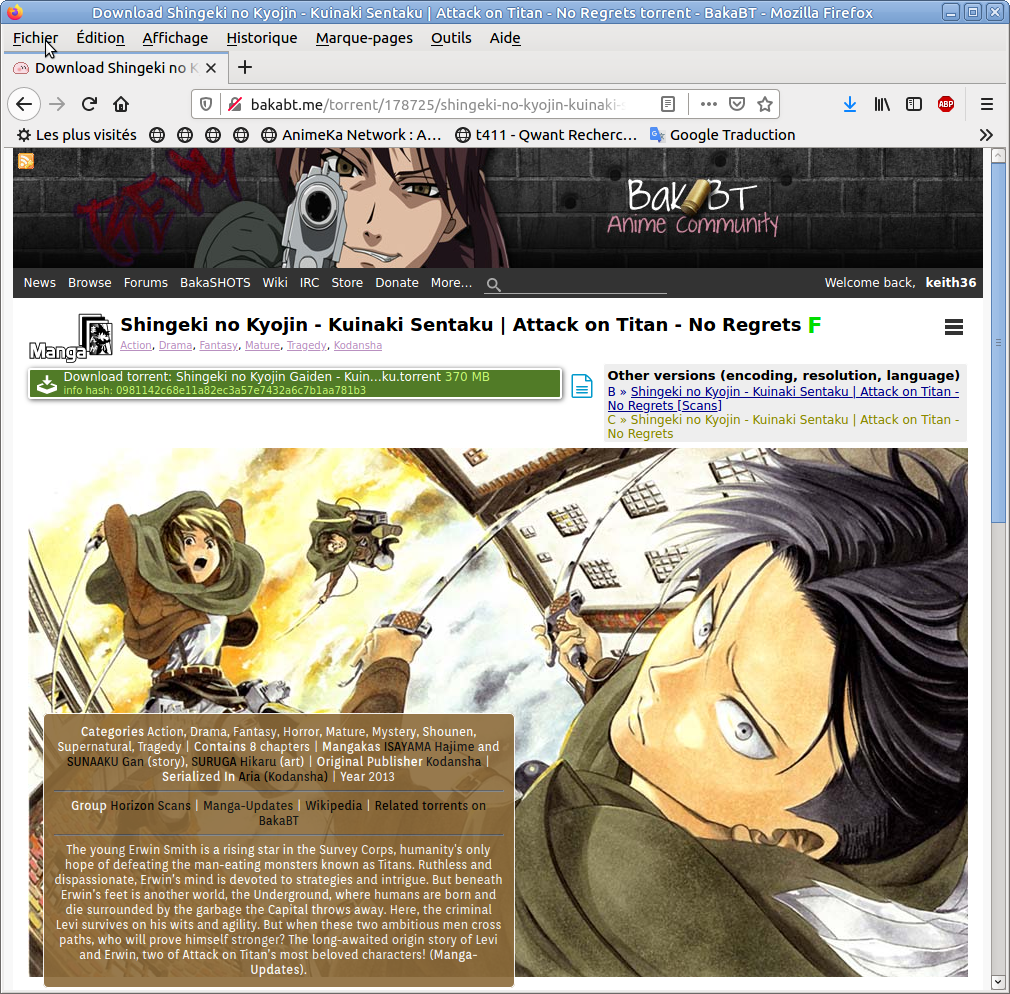 Download Shingeki no Kyojin - Kuinaki Sentaku | Attack on Titan - No Regrets torrent - BakaBT - Mozilla Firefox
Fichier Édition Affichage Historique Marque-pages Outils Aide
Download Shingeki no K
bakabt.me/torrent/178725/shingeki-no-kyojin-kuinaki-s
ABP
Les plus visités AnimeKa Network : A… t411 - Qwant Recherc… Google Traduction
REVY
BakaBT
Anime Community
News Browse Forums BakaSHOTS Wiki IRC Store Donate More... Welcome back, keith36
Manga
Shingeki no Kyojin - Kuinaki Sentaku | Attack on Titan - No Regrets F
Action, Drama, Fantasy, Mature, Tragedy, Kodansha
Download torrent: Shingeki no Kyojin Gaiden - Kuin...ku.torrent 370 MB
info hash: 0981142c68e11a82ec3a57e7432a6c7b1aa781b3
Other versions (encoding, resolution, language)
B » Shingeki no Kyojin - Kuinaki Sentaku | Attack on Titan -
No Regrets [Scans]
C » Shingeki no Kyojin - Kuinaki Sentaku | Attack on Titan -
No Regrets
Categories Action, Drama, Fantasy, Horror, Mature, Mystery, Shounen,
Supernatural, Tragedy | Contains 8 chapters | Mangakas ISAYAMA Hajime and
SUNAAKU Gan (story), SURUGA Hikaru (art) | Original Publisher Kodansha |
Serialized In Aria (Kodansha) | Year 2013
Group Horizon Scans | Manga-Updates | Wikipedia | Related torrents on
BakaBT
The young Erwin Smith is a rising star in the Survey Corps, humanity's only
hope of defeating the man-eating monsters known as Titans. Ruthless and
dispassionate, Erwin's mind is devoted to strategies and intrigue. But beneath
Erwin's feet is another world, the Underground, where humans are born and
die surrounded by the garbage the Capital throws away. Here, the criminal
Levi survives on his wits and agility. But when these two ambitious men cross
paths, who will prove himself stronger? The long-awaited origin story of Levi
and Erwin, two of Attack on Titan's most beloved characters! (Manga-
Updates).